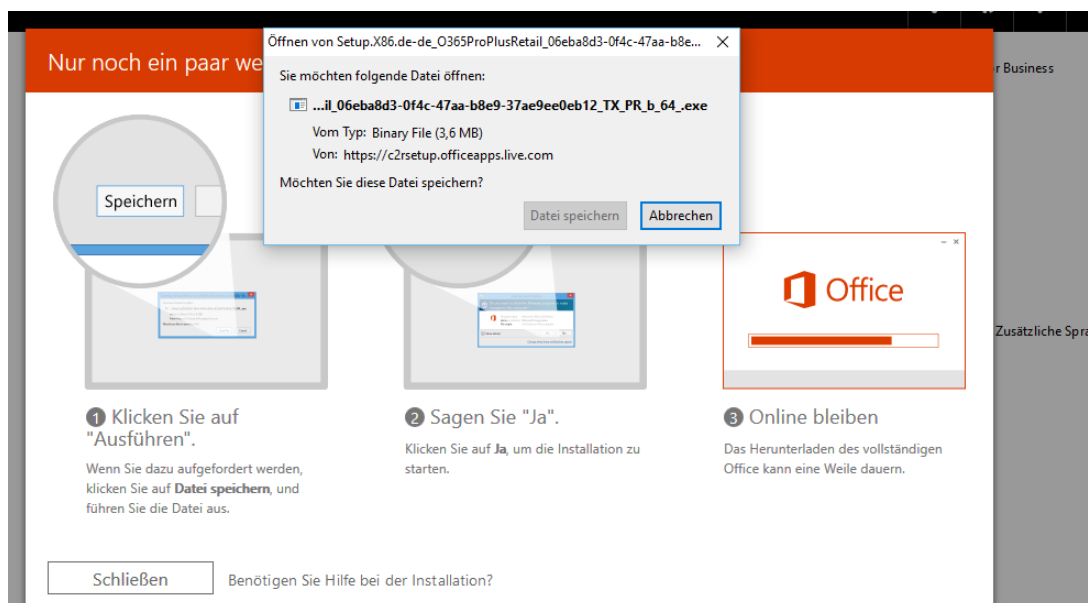 Nur noch ein paar we
Öffnen von Setup.X86.de-de_O365ProPlusRetail_06eba8d3-0f4c-47aa-b8e...
Sie möchten folgende Datei öffnen:
...il_06eba8d3-0f4c-47aa-b8e9-37ae9ee0eb12_TX_PR_b_64_.exe
Vom Typ: Binary File (3,6 MB)
Von: https://c2rsetup.officeapps.live.com
Möchten Sie diese Datei speichern?
Datei speichern
Abbrechen
r Business
Speichern
Office
Zusätzliche Spra
1 Klicken Sie auf
"Ausführen".
Wenn Sie dazu aufgefordert werden,
klicken Sie auf Datei speichern, und
führen Sie die Datei aus.
2 Sagen Sie "Ja".
Klicken Sie auf Ja, um die Installation zu
starten.
3 Online bleiben
Das Herunterladen des vollständigen
Office kann eine Weile dauern.
Schließen
Benötigen Sie Hilfe bei der Installation?